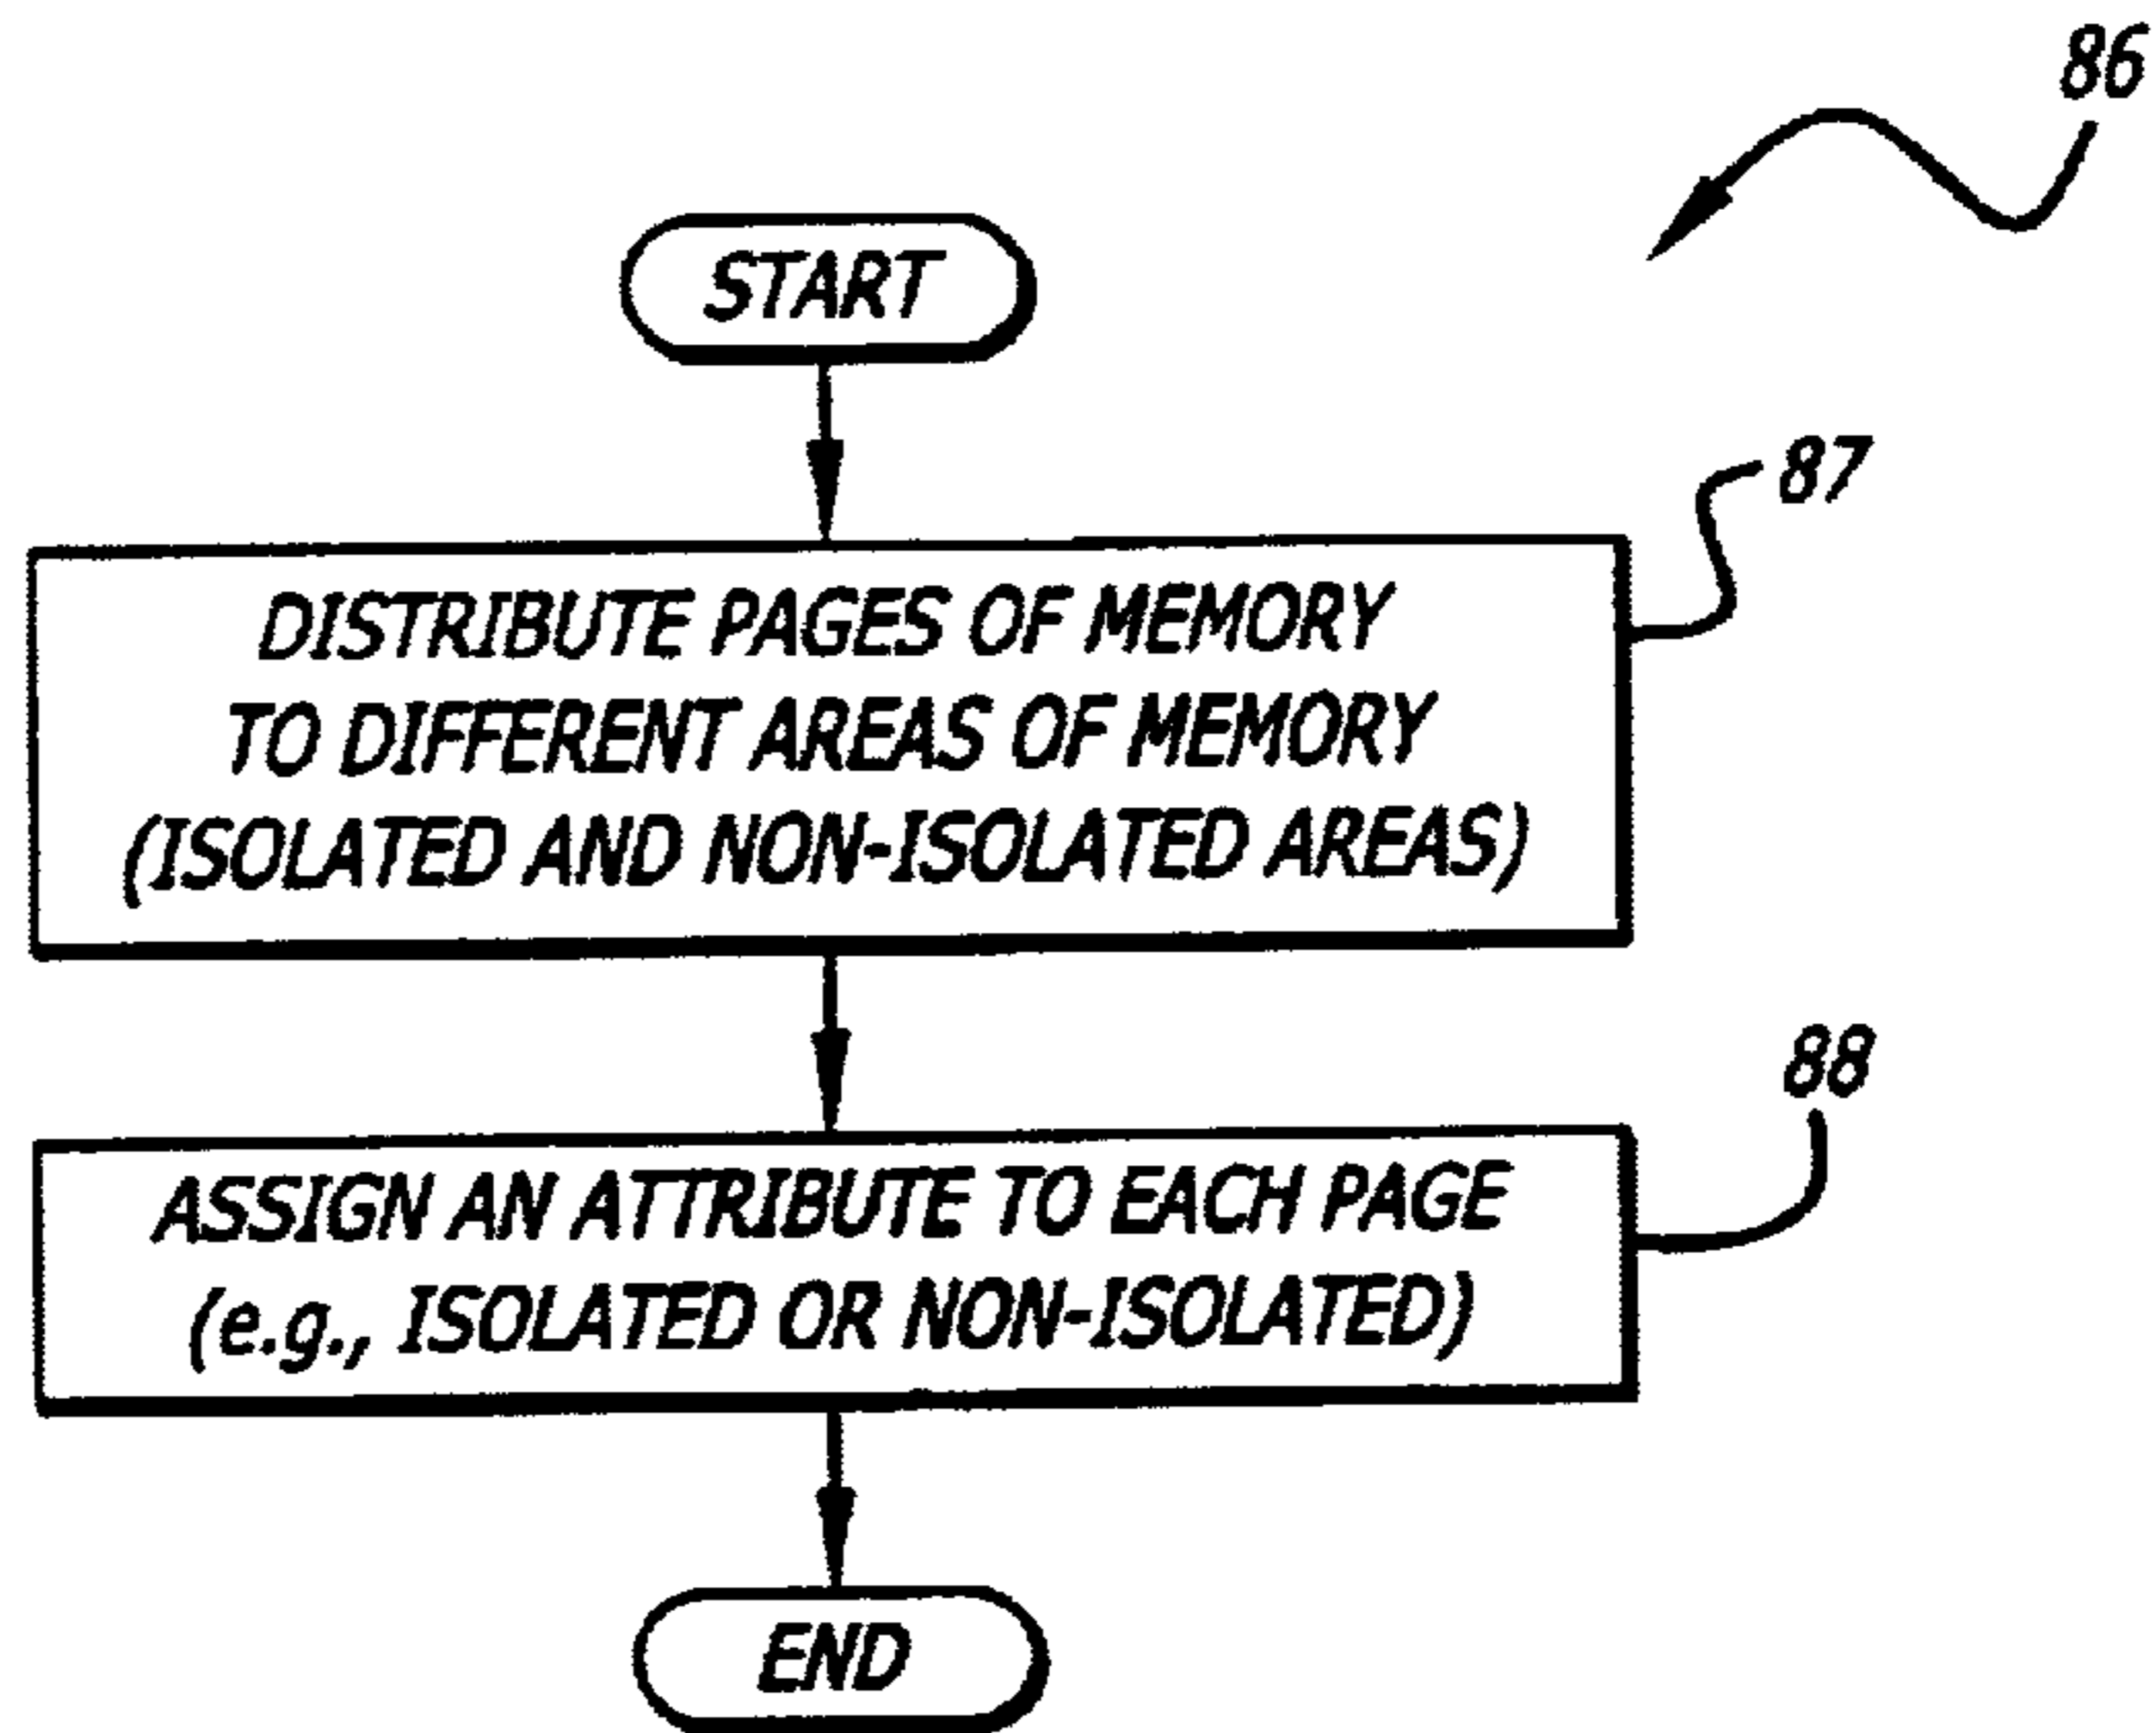 86
START
87
DISTRIBUTE PAGES OF MEMORY
TO DIFFERENT AREAS OF MEMORY
(ISOLATED AND NON-ISOLATED AREAS)
88
ASSIGN AN ATTRIBUTE TO EACH PAGE
(e.g., ISOLATED OR NON-ISOLATED)
END